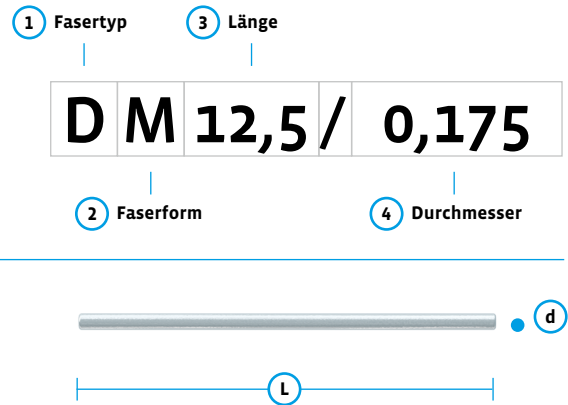 1 Fasertyp 3 Länge
D M 12,5 / 0,175
2 Faserform 4 Durchmesser
d
L